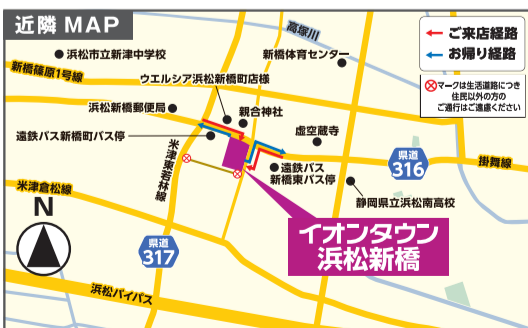 近隣 MAP
高塚川
ご来店経路
お帰り経路
マークは生活道路につき
住民以外の方の
ご通行はご遠慮ください
浜松市立新津中学校
新橋体育センター
新橋篠原1号線
ウエルシア浜松新橋町店様
浜松新橋郵便局
親合神社
虚空蔵寺
遠鉄バス新橋町バス停
米津東若林線
県道
316
掛舞線
遠鉄バス
新橋東バス停
米津倉松線
静岡県立浜松南高校
N
県道
317
イオンタウン
浜松新橋
浜松バイパス